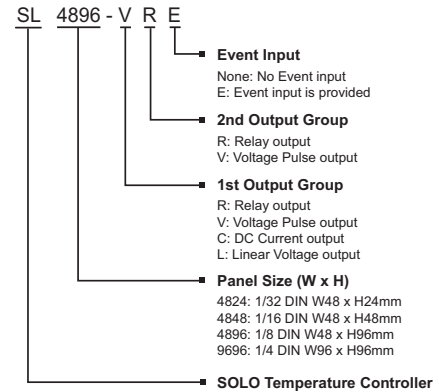 SL 4896 - V R E
Event Input
None: No Event input
E: Event input is provided
2nd Output Group
R: Relay output
V: Voltage Pulse output
1st Output Group
R: Relay output
V: Voltage Pulse output
C: DC Current output
L: Linear Voltage output
Panel Size (W x H)
4824: 1/32 DIN W48 x H24mm
4848: 1/16 DIN W48 x H48mm
4896: 1/8 DIN W48 x H96mm
9696: 1/4 DIN W96 x H96mm
SOLO Temperature Controller